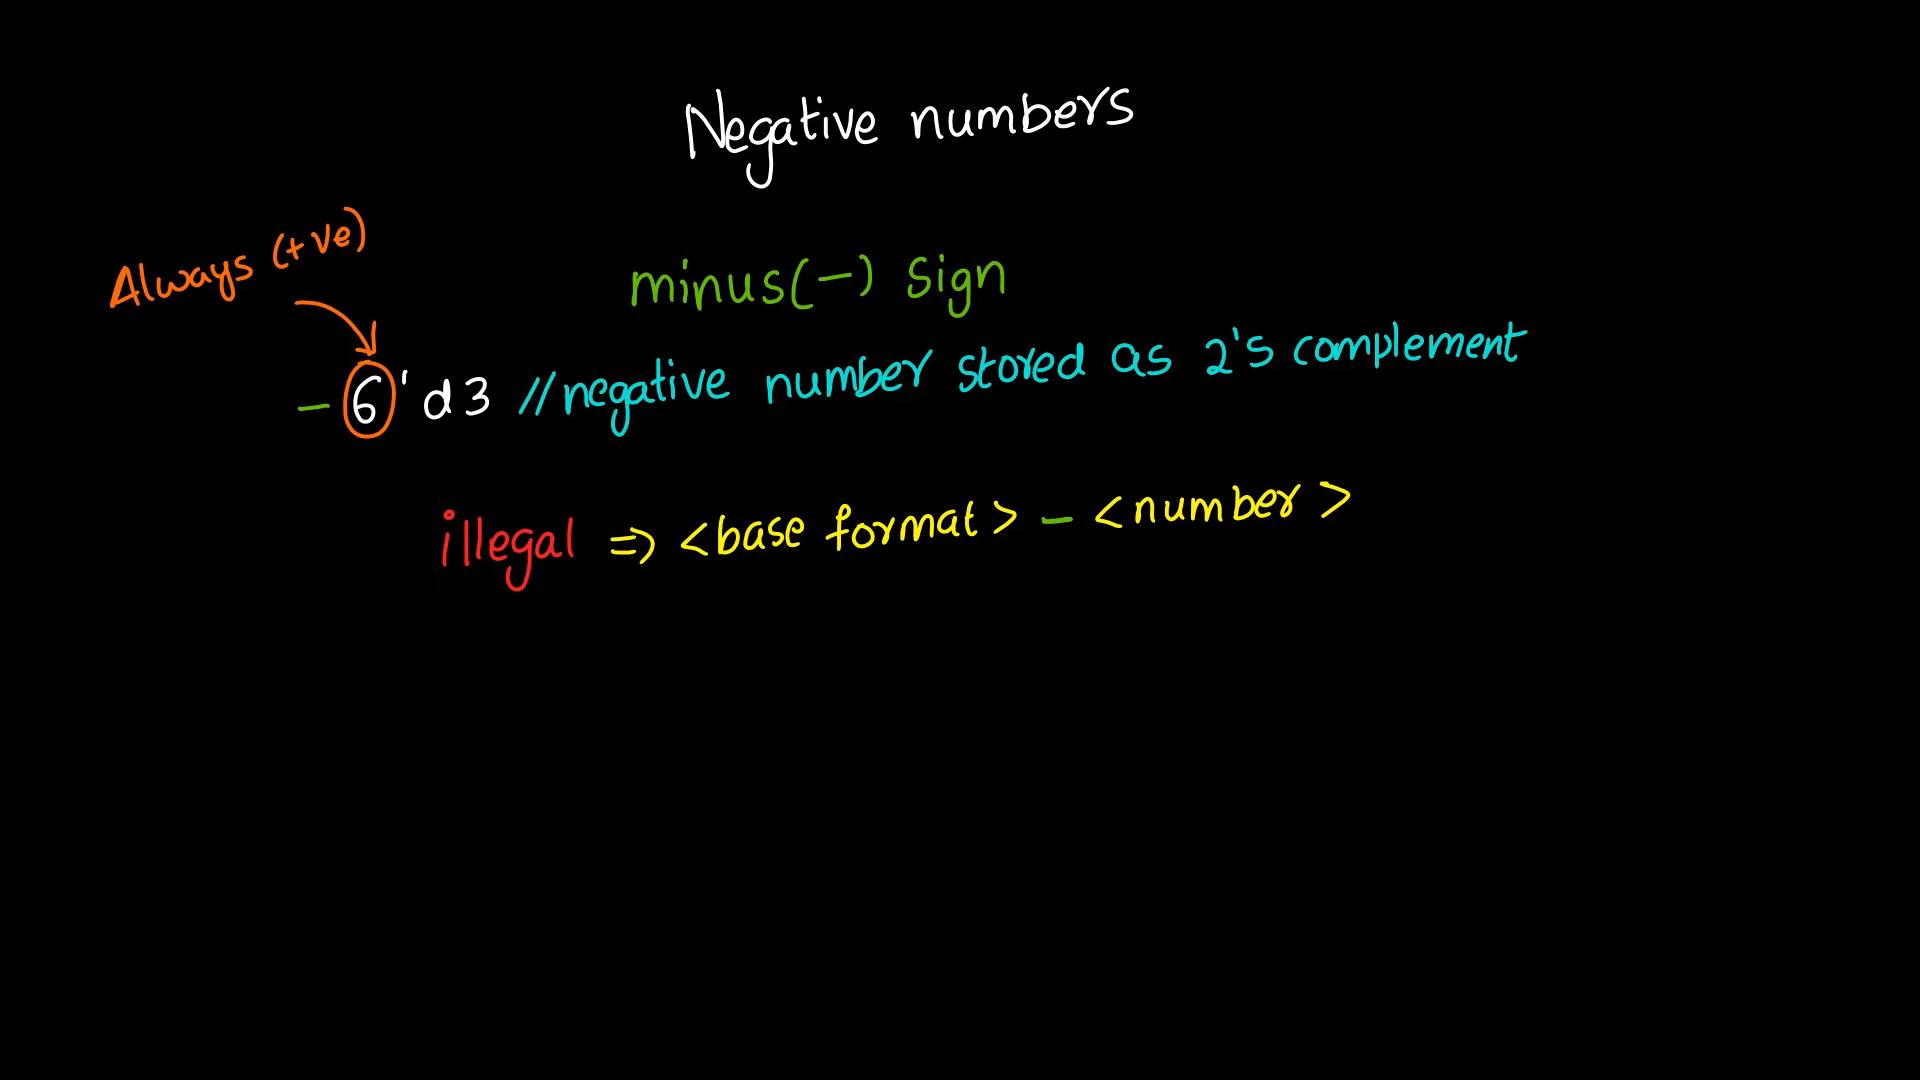 Negative numbers
Always (+ve)
minus(-) sign
-6'd3 //negative number stored as 2's complement
illegal => <base format> - <number>